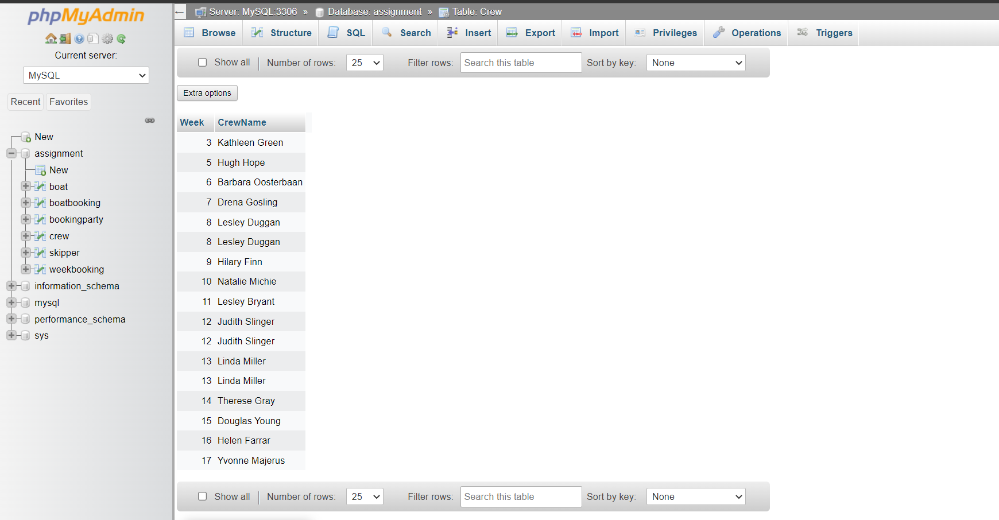 phpMyAdmin
Current server:
MySQL
Recent Favorites
New
assignment
New
boat
boatbooking
bookingparty
crew
skipper
weekbooking
information_schema
mysql
performance_schema
sys
← Server: MySQL:3306 » Database: assignment » Table: Crew
Browse Structure SQL Search Insert Export Import Privileges Operations Triggers
Show all Number of rows: 25 Filter rows: Search this table Sort by key: None
Extra options
Week CrewName
3 Kathleen Green
5 Hugh Hope
6 Barbara Oosterbaan
7 Drena Gosling
8 Lesley Duggan
8 Lesley Duggan
9 Hilary Finn
10 Natalie Michie
11 Lesley Bryant
12 Judith Slinger
12 Judith Slinger
13 Linda Miller
13 Linda Miller
14 Therese Gray
15 Douglas Young
16 Helen Farrar
17 Yvonne Majerus
Show all Number of rows: 25 Filter rows: Search this table Sort by key: None